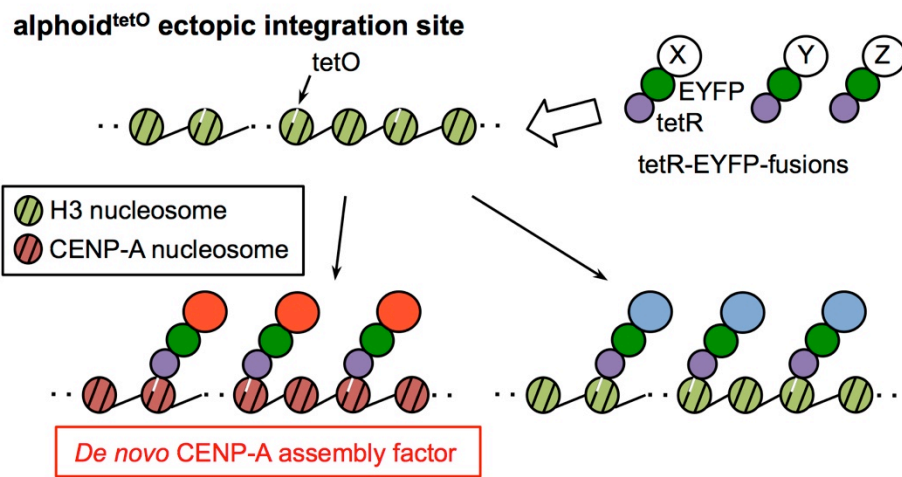 alphoidtetO ectopic integration site
tetO
X
Y
Z
EYFP
tetR
tetR-EYFP-fusions
H3 nucleosome
CENP-A nucleosome
De novo CENP-A assembly factor